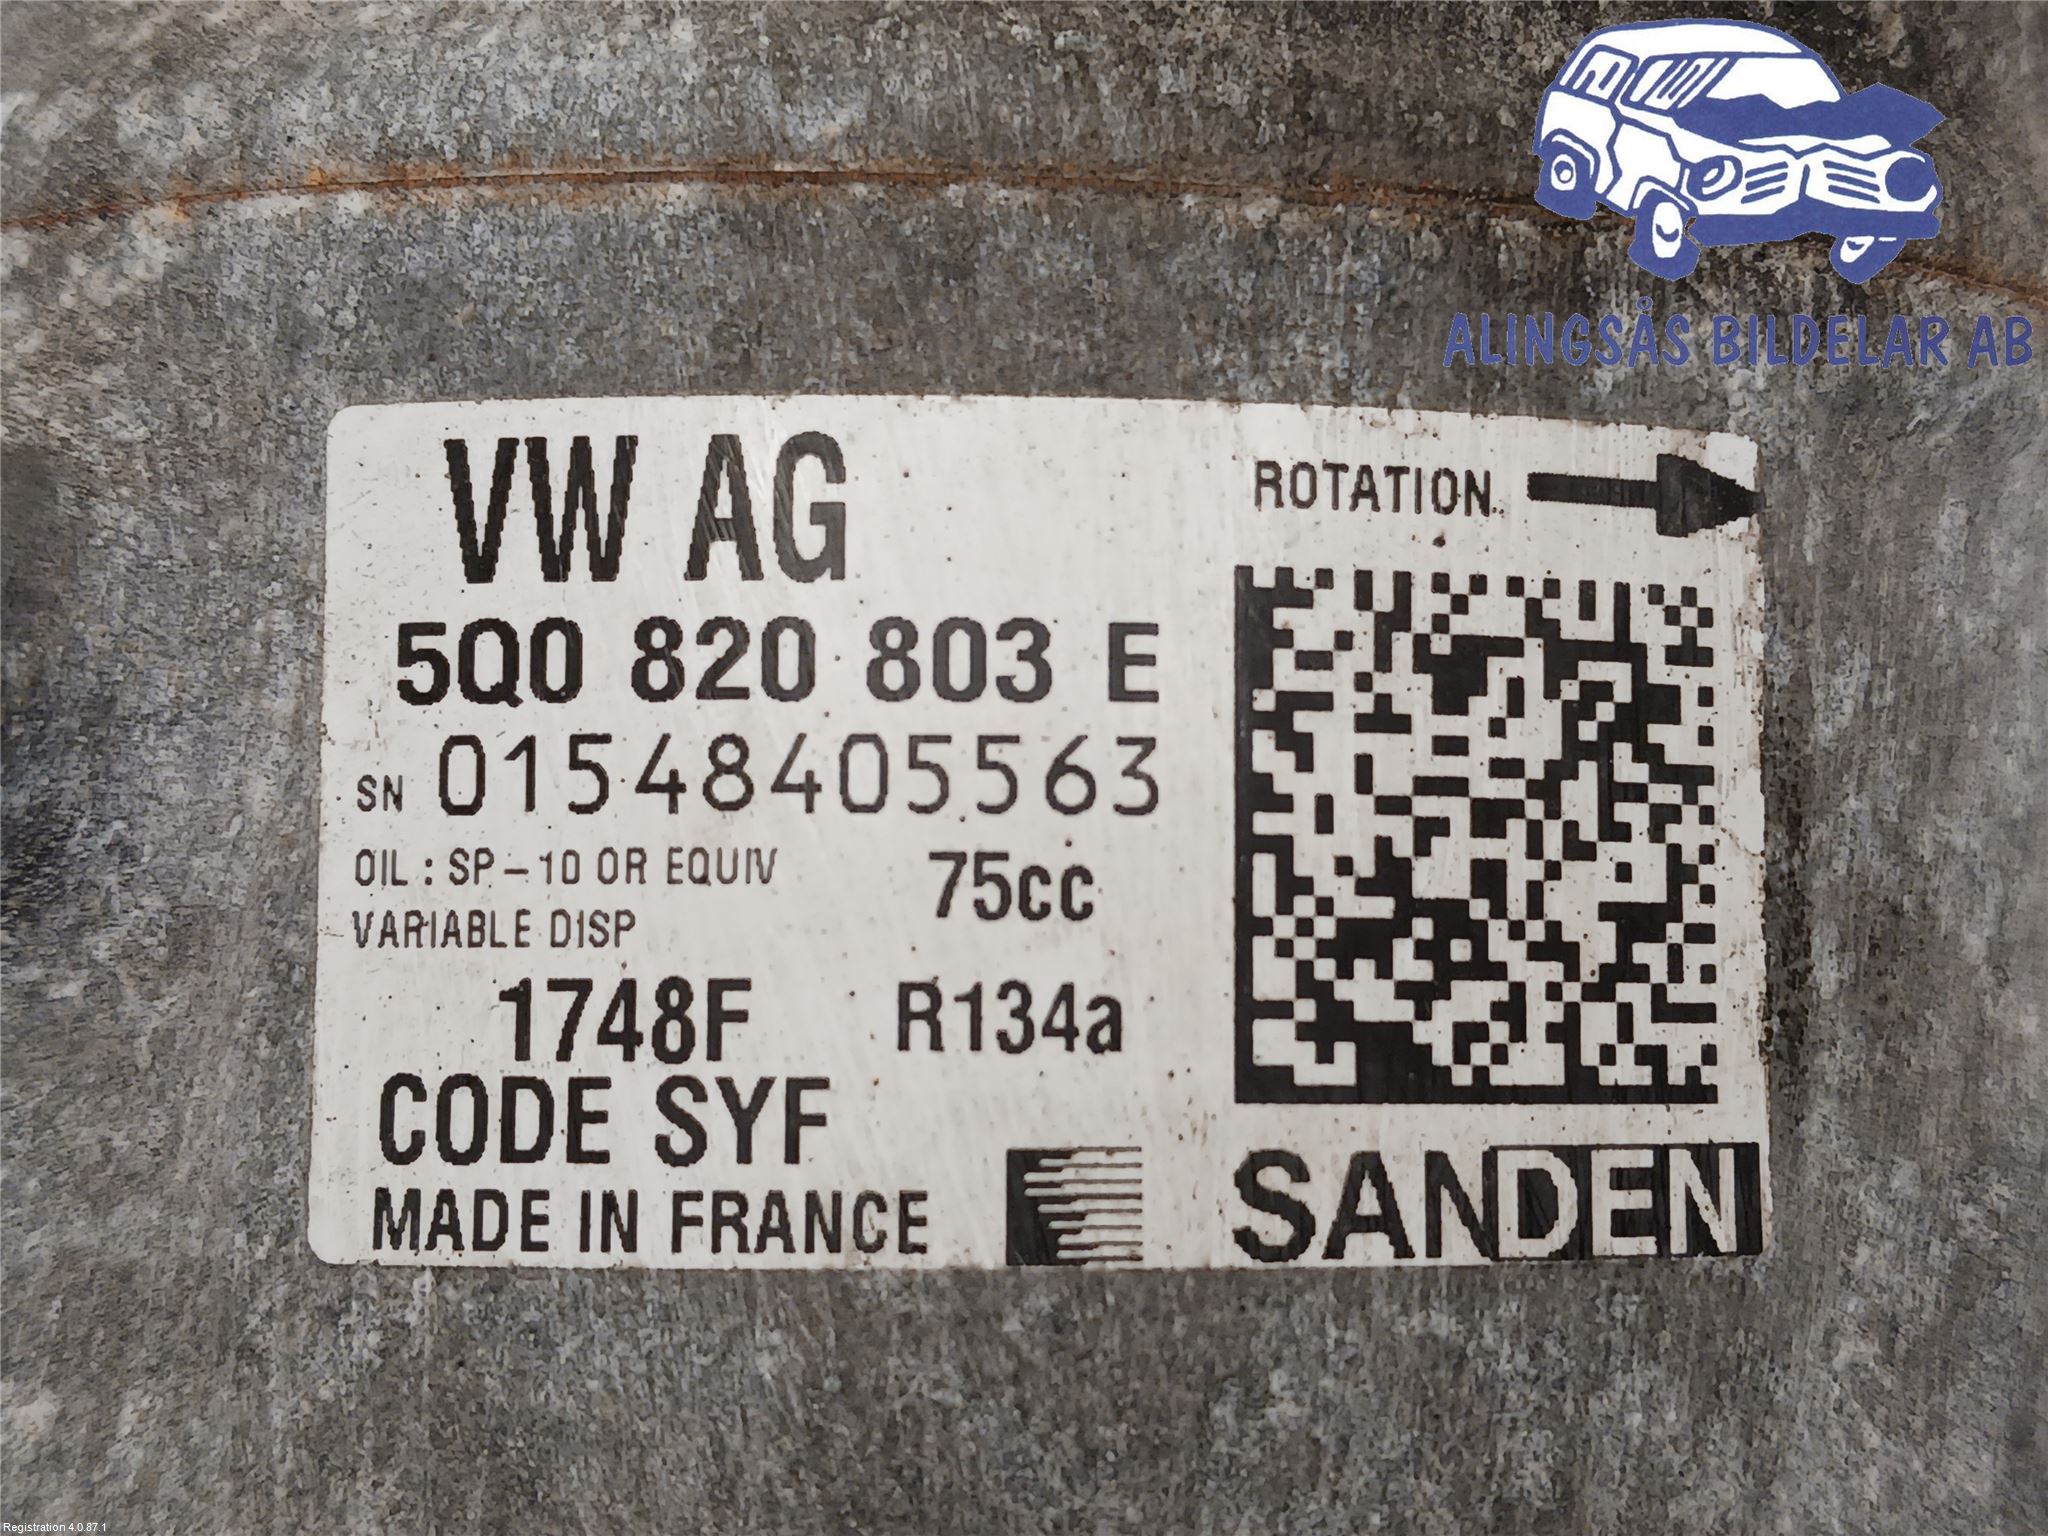 ALINGSÅS BILDELAR AB
VW AG
ROTATION
5Q0 820 803 E
SN 01548405563
OIL : SP-10 OR EQUIV
75cc
VARIABLE DISP
1748F R134a
CODE SYF
MADE IN FRANCE
SANDEN
Registration 4.0.87.1